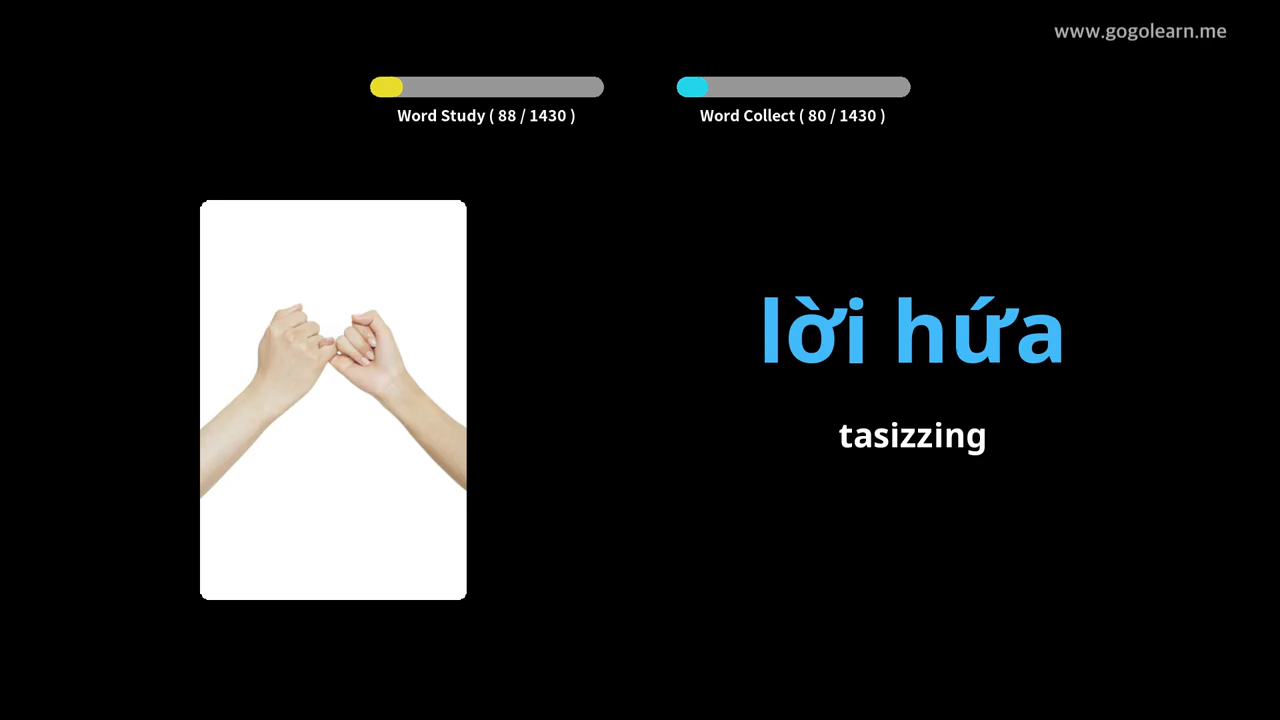 www.gogolearn.me
Word Study ( 88 / 1430 )
Word Collect ( 80 / 1430 )
lời hứa
tasizzing